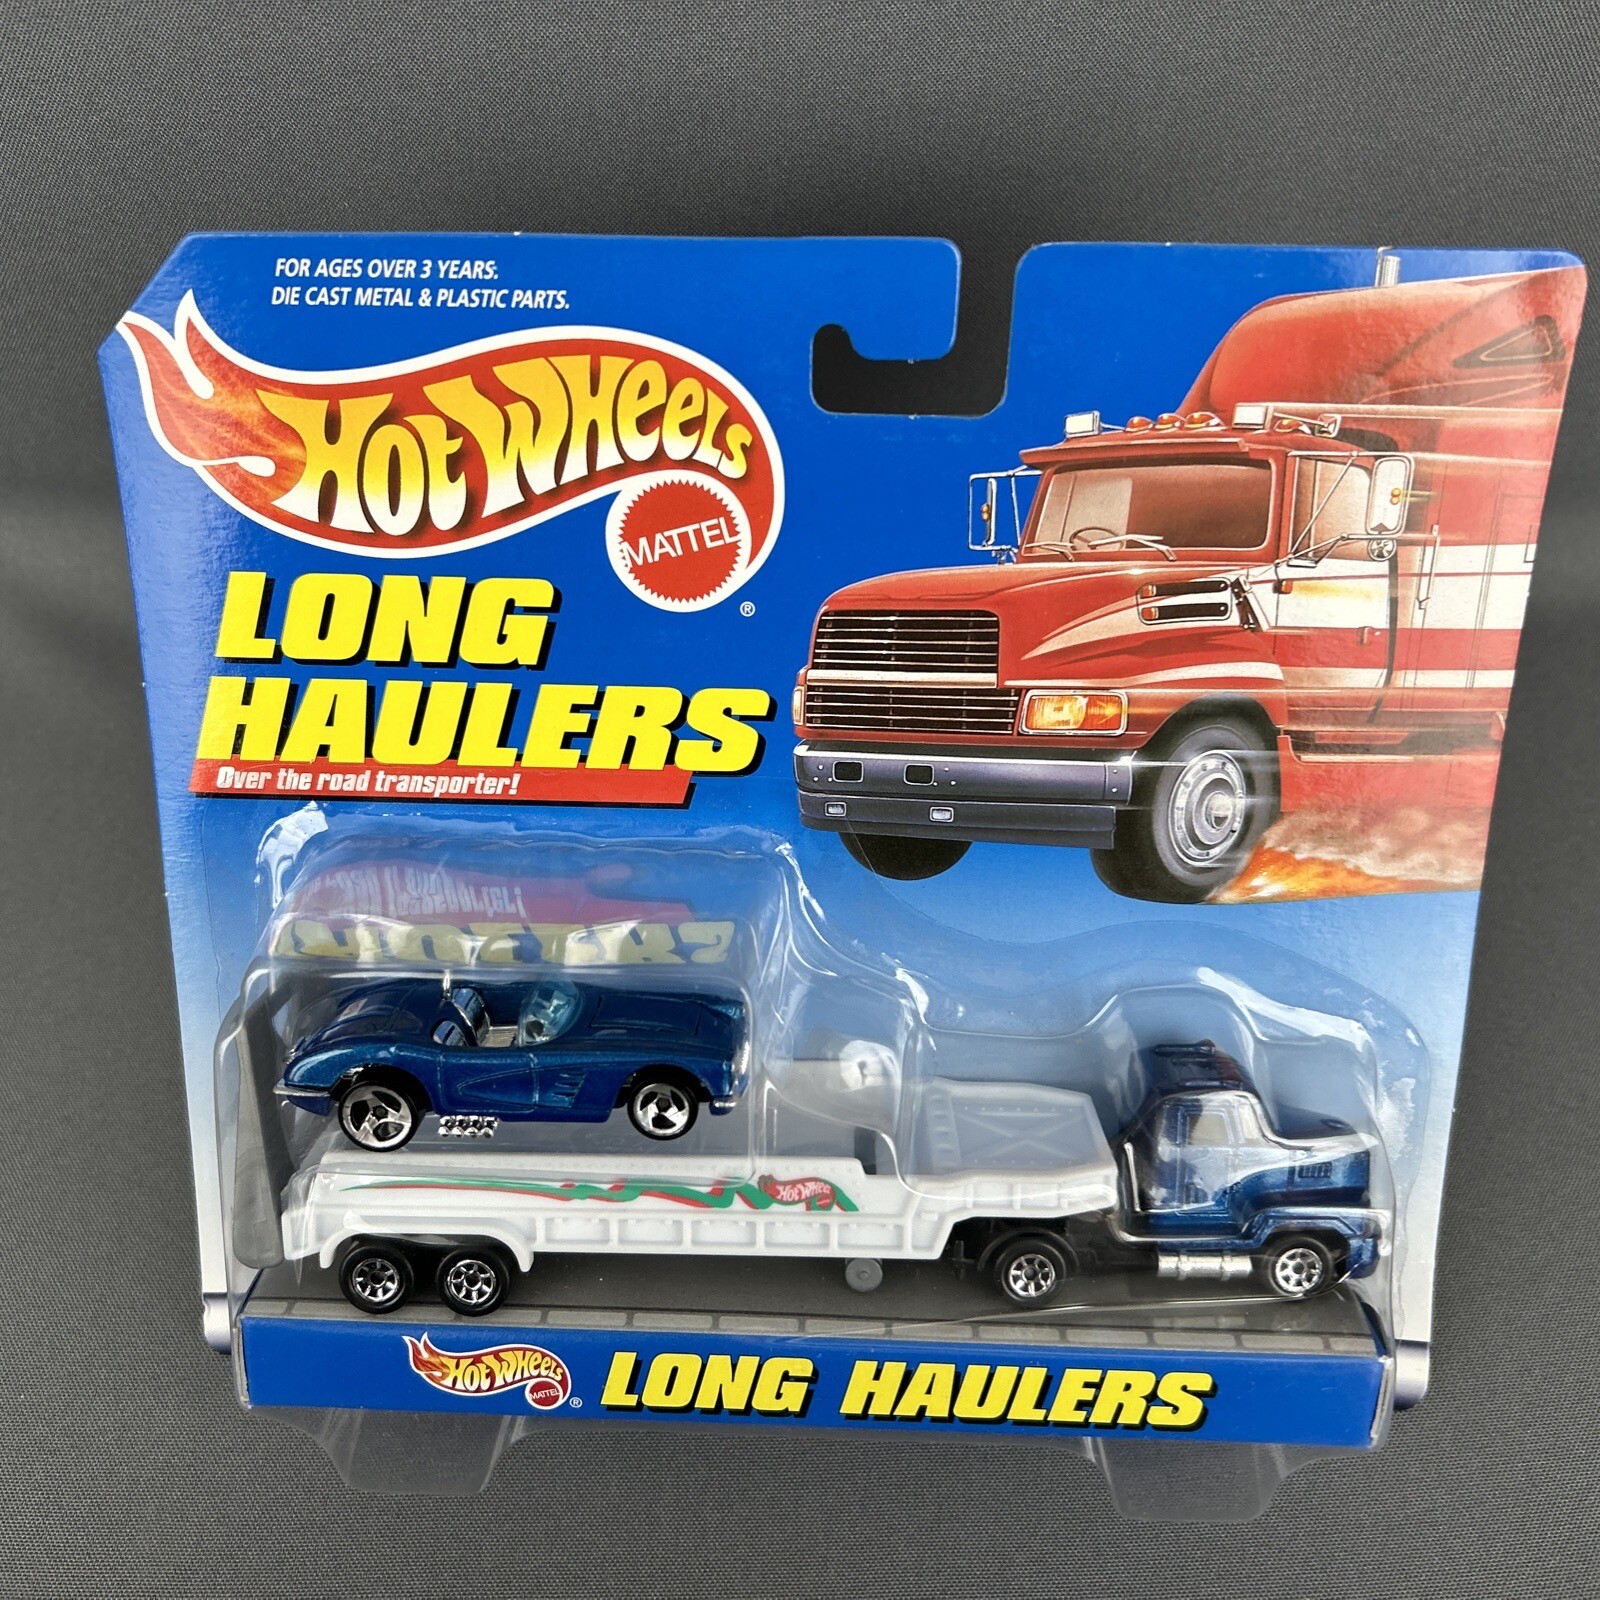 FOR AGES OVER 3 YEARS.
DIE CAST METAL & PLASTIC PARTS.
HOT WHEELS
MATTEL
®
LONG
HAULERS
Over the road transporter!
HOT WHEELS
HOT WHEELS
MATTEL
®
LONG HAULERS